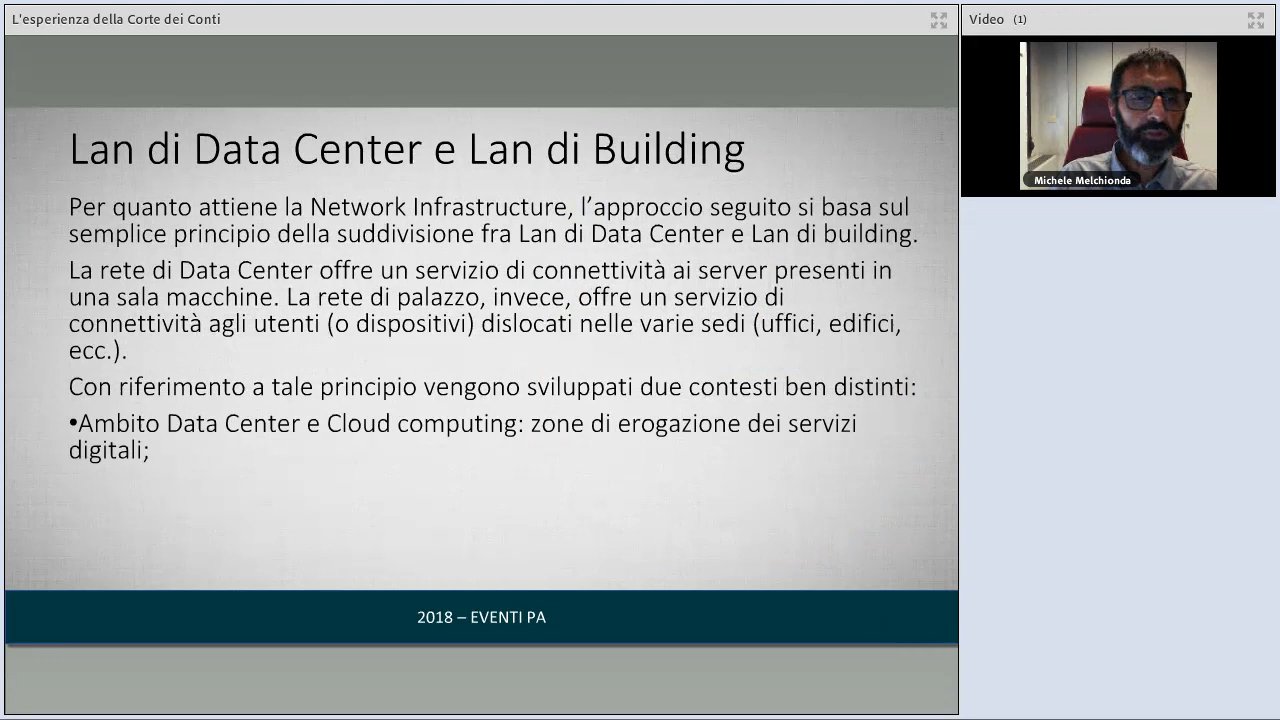 L'esperienza della Corte dei Conti
Video (1)
Michele Melchionda
Lan di Data Center e Lan di Building
Per quanto attiene la Network Infrastructure, l’approccio seguito si basa sul
semplice principio della suddivisione fra Lan di Data Center e Lan di building.
La rete di Data Center offre un servizio di connettività ai server presenti in
una sala macchine. La rete di palazzo, invece, offre un servizio di
connettività agli utenti (o dispositivi) dislocati nelle varie sedi (uffici, edifici,
ecc.).
Con riferimento a tale principio vengono sviluppati due contesti ben distinti:
•Ambito Data Center e Cloud computing: zone di erogazione dei servizi
digitali;
2018 – EVENTI PA